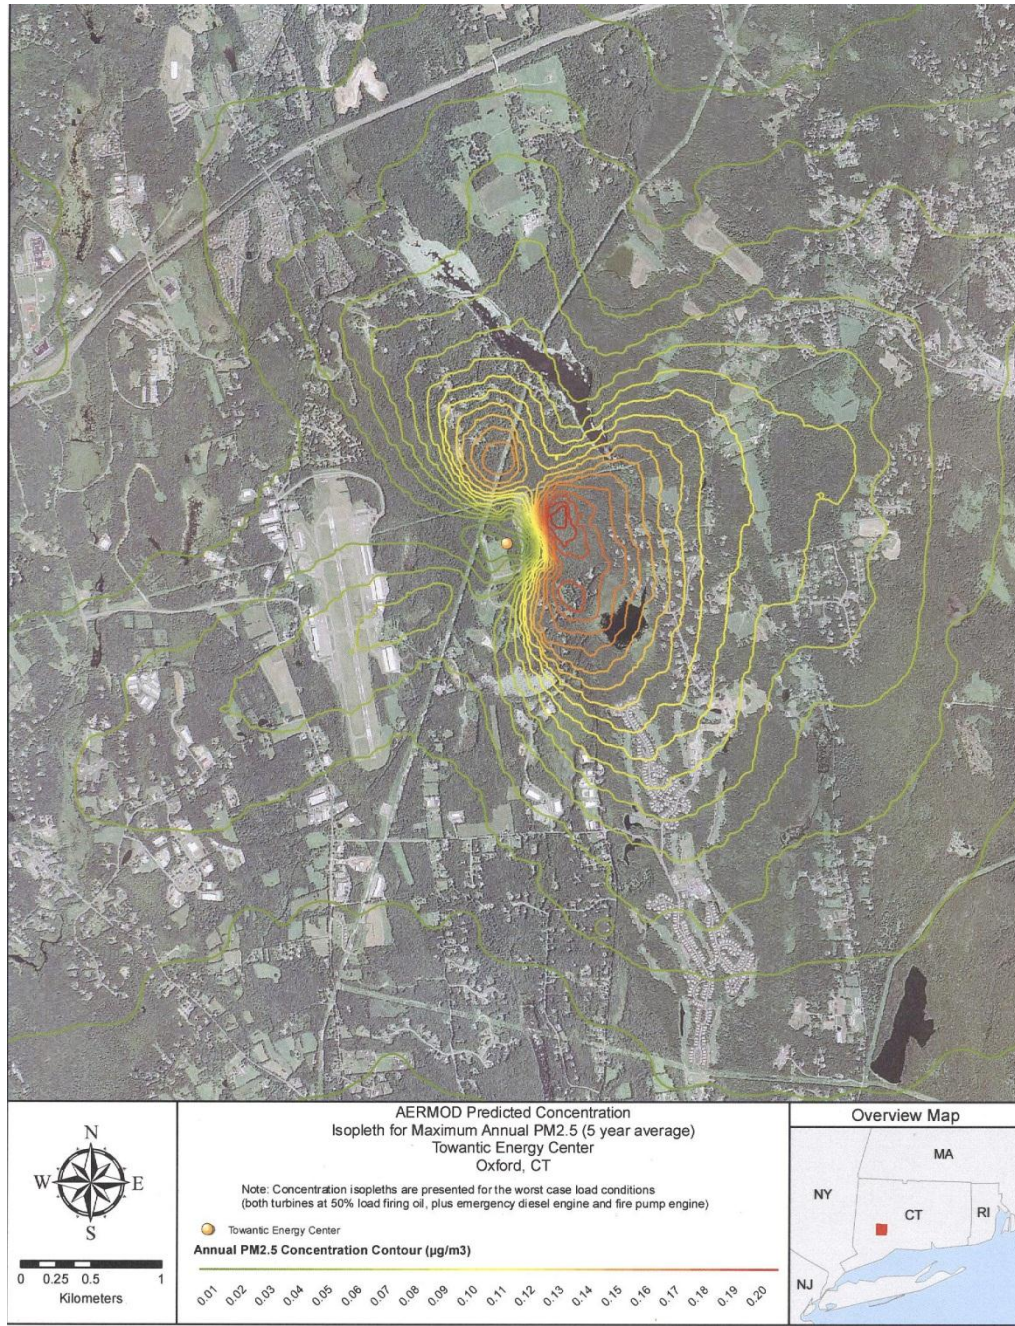 N
W
E
S
0 0.25 0.5 1
Kilometers
AERMOD Predicted Concentration
Isopleth for Maximum Annual PM2.5 (5 year average)
Towantic Energy Center
Oxford, CT
Note: Concentration isopleths are presented for the worst case load conditions
(both turbines at 50% load firing oil, plus emergency diesel engine and fire pump engine)
Towantic Energy Center
Annual PM2.5 Concentration Contour (µg/m3)
0.01 0.02 0.03 0.04 0.05 0.06 0.07 0.08 0.09 0.10 0.11 0.12 0.13 0.14 0.15 0.16 0.17 0.18 0.19 0.20
Overview Map
MA
NY
CT
RI
NJ